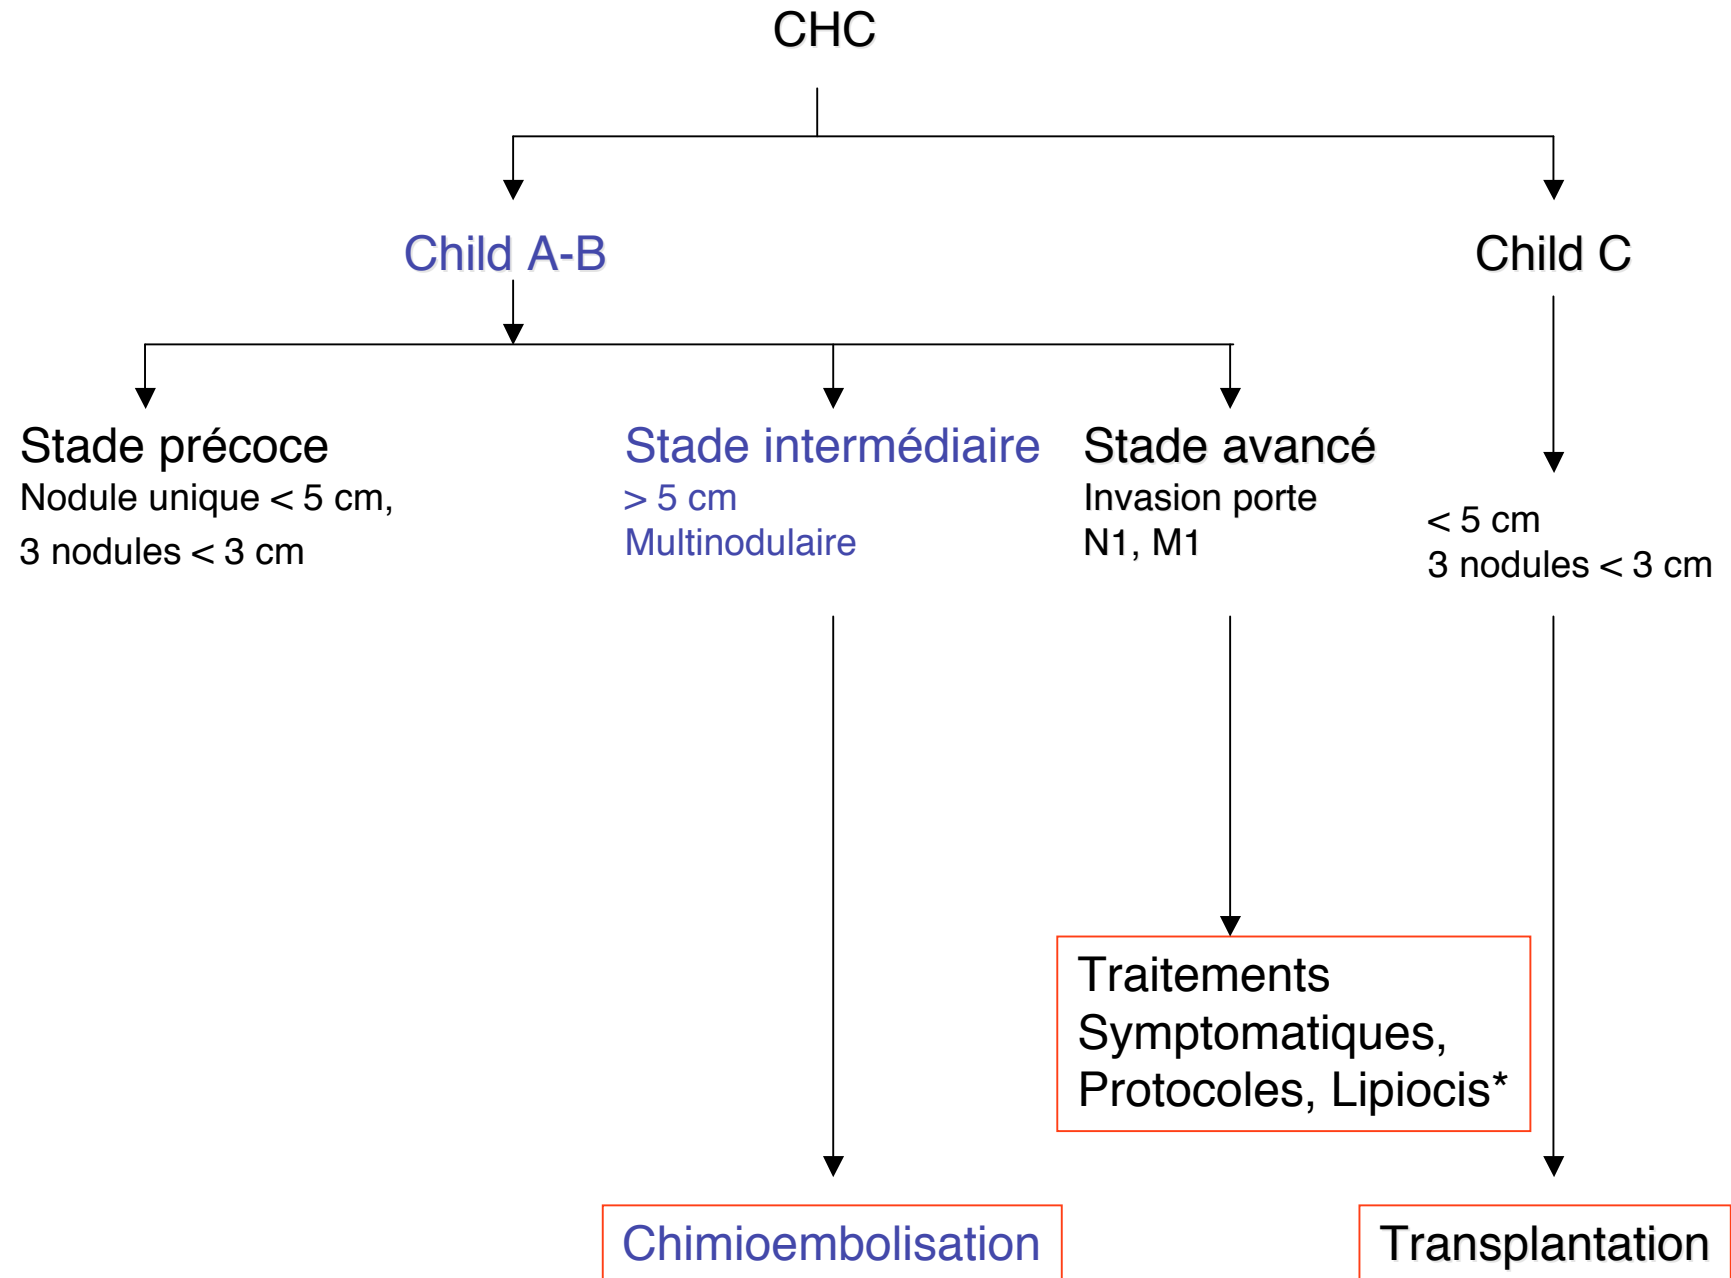 CHC
Child A-B
Child C
Stade précoce
Nodule unique < 5 cm,
3 nodules < 3 cm
Stade intermédiaire
> 5 cm
Multinodulaire
Stade avancé
Invasion porte
N1, M1
< 5 cm
3 nodules < 3 cm
Traitements
Symptomatiques,
Protocoles, Lipiocis*
Chimioembolisation
Transplantation